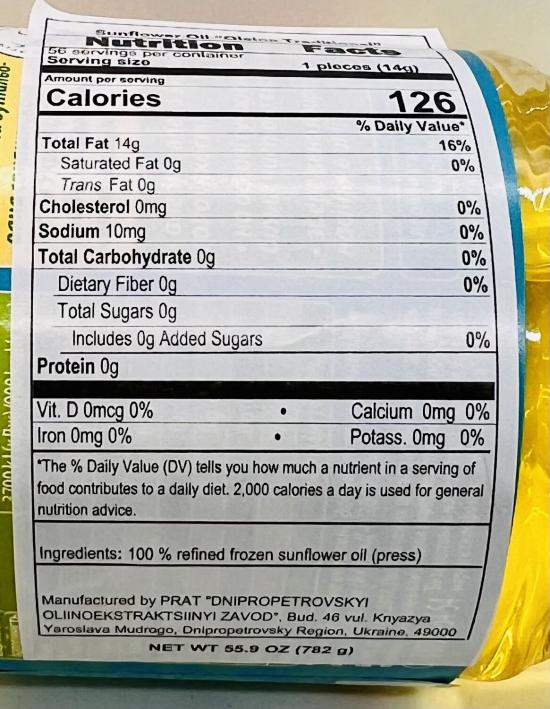 Sunflower Oil "Oleina Traditional"
Nutrition Facts
56 servings per container
Serving size 1 pieces (14g)
Amount per serving
Calories 126
% Daily Value*
Total Fat 14g 16%
Saturated Fat 0g 0%
Trans Fat 0g
Cholesterol 0mg 0%
Sodium 10mg 0%
Total Carbohydrate 0g 0%
Dietary Fiber 0g 0%
Total Sugars 0g
Includes 0g Added Sugars 0%
Protein 0g
Vit. D 0mcg 0% • Calcium 0mg 0%
Iron 0mg 0% • Potass. 0mg 0%
*The % Daily Value (DV) tells you how much a nutrient in a serving of
food contributes to a daily diet. 2,000 calories a day is used for general
nutrition advice.
Ingredients: 100 % refined frozen sunflower oil (press)
Manufactured by PRAT "DNIPROPETROVSKYI
OLIINOEKSTRAKTSIINYI ZAVOD", Bud. 46 vul. Knyazya
Yaroslava Mudrogo, Dnipropetrovsky Region, Ukraine, 49000
NET WT 55.9 OZ (782 g)